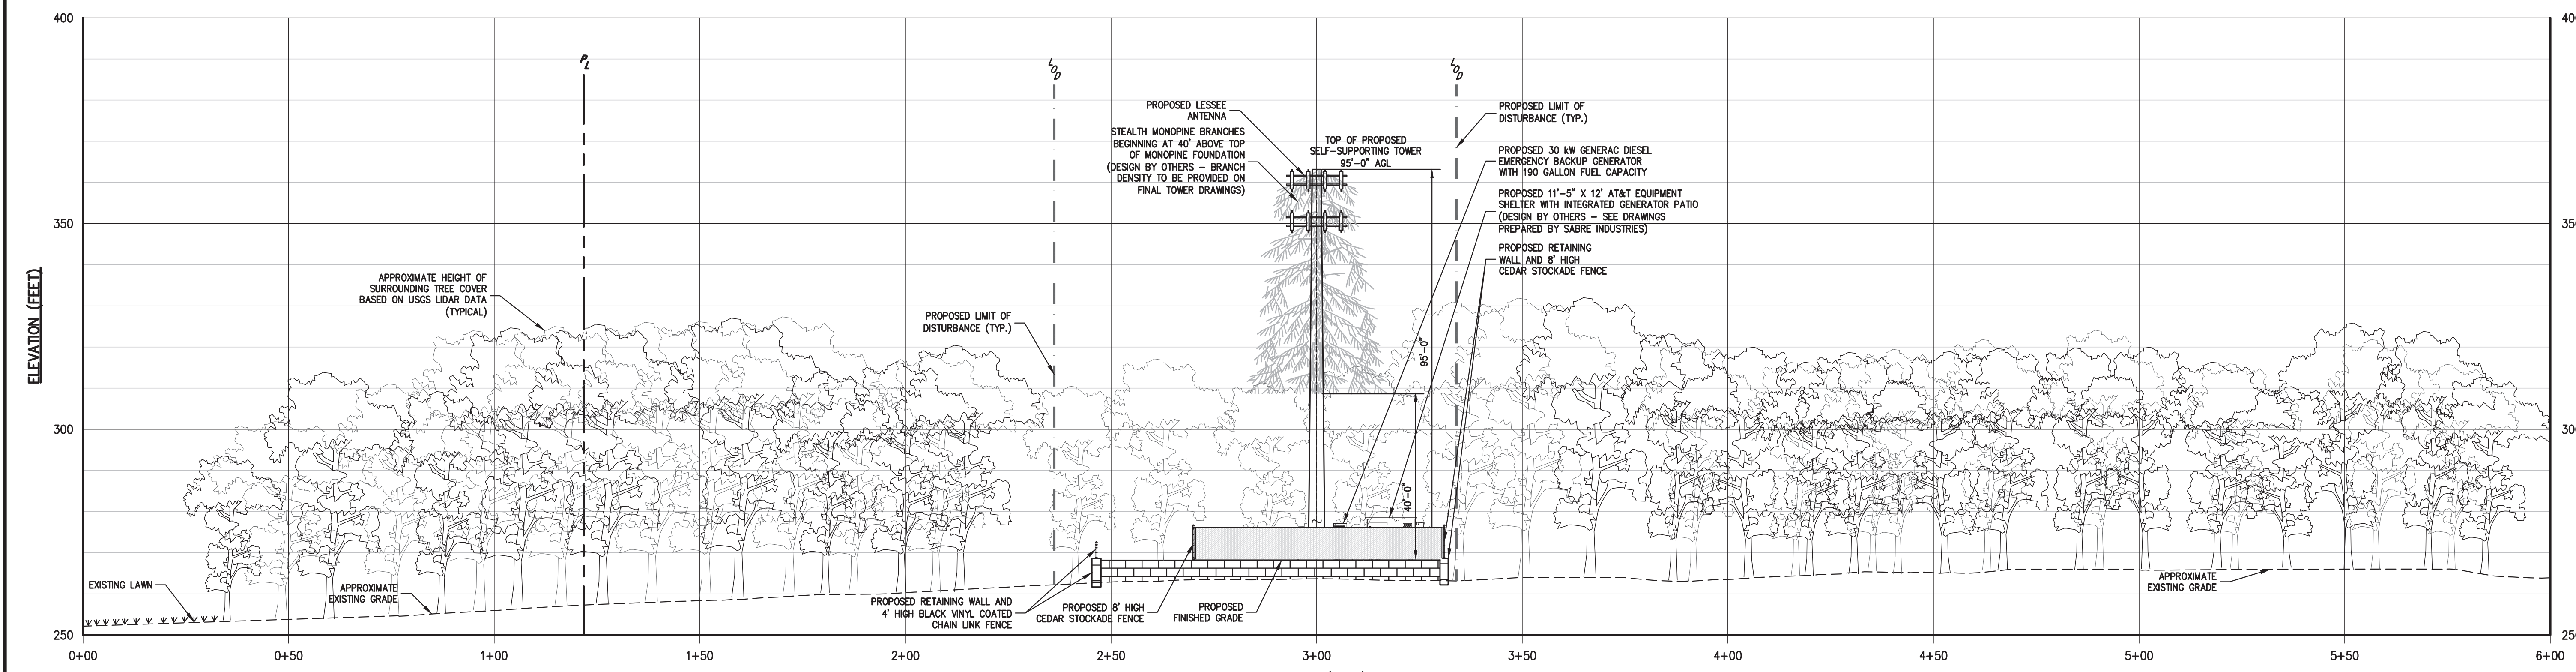 400
400
P
L
LOD
LOD
PROPOSED LESSEE
ANTENNA
STEALTH MONOPINE BRANCHES
BEGINNING AT 40' ABOVE TOP
OF MONOPINE FOUNDATION
(DESIGN BY OTHERS - BRANCH
DENSITY TO BE PROVIDED ON
FINAL TOWER DRAWINGS)
TOP OF PROPOSED
SELF-SUPPORTING TOWER
95'-0" AGL
PROPOSED LIMIT OF
DISTURBANCE (TYP.)
PROPOSED 30 kW GENERAC DIESEL
EMERGENCY BACKUP GENERATOR
WITH 190 GALLON FUEL CAPACITY
PROPOSED 11'-5" X 12' AT&T EQUIPMENT
SHELTER WITH INTEGRATED GENERATOR PATIO
(DESIGN BY OTHERS - SEE DRAWINGS
PREPARED BY SABRE INDUSTRIES)
PROPOSED RETAINING
WALL AND 8' HIGH
CEDAR STOCKADE FENCE
350
350
ELEVATION (FEET)
APPROXIMATE HEIGHT OF
SURROUNDING TREE COVER
BASED ON USGS LIDAR DATA
(TYPICAL)
PROPOSED LIMIT OF
DISTURBANCE (TYP.)
95'-0"
300
300
40'-0"
EXISTING LAWN
APPROXIMATE
EXISTING GRADE
PROPOSED RETAINING WALL AND
4' HIGH BLACK VINYL COATED
CHAIN LINK FENCE
PROPOSED 8' HIGH
CEDAR STOCKADE FENCE
PROPOSED
FINISHED GRADE
APPROXIMATE
EXISTING GRADE
250
250
0+00 0+50 1+00 1+50 2+00 2+50 3+00 3+50 4+00 4+50 5+00 5+50 6+00